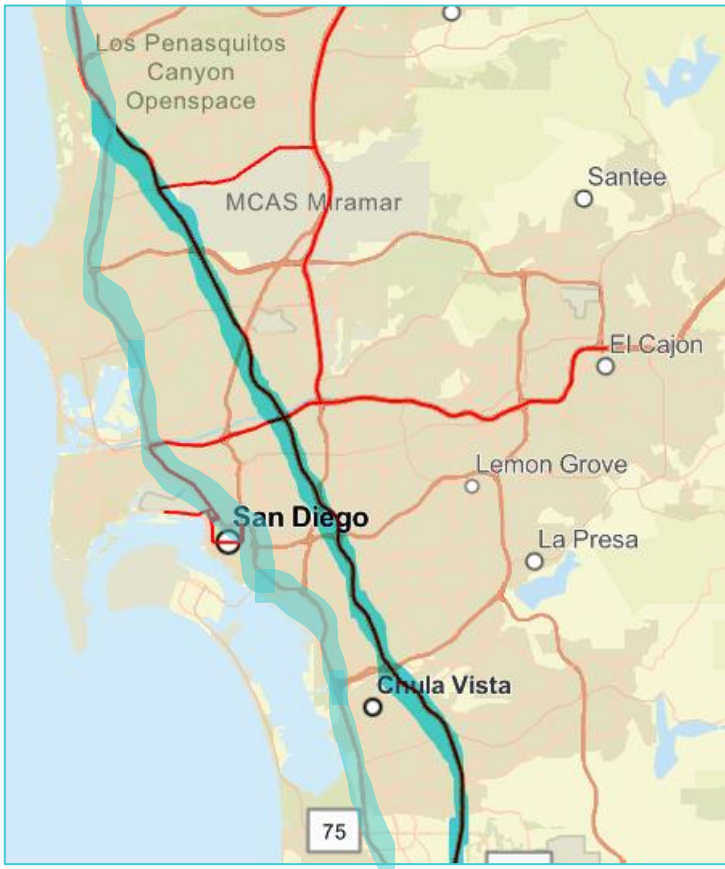 Los Penasquitos
Canyon
Openspace
Santee
MCAS Miramar
El Cajon
Lemon Grove
San Diego
La Presa
Chula Vista
75